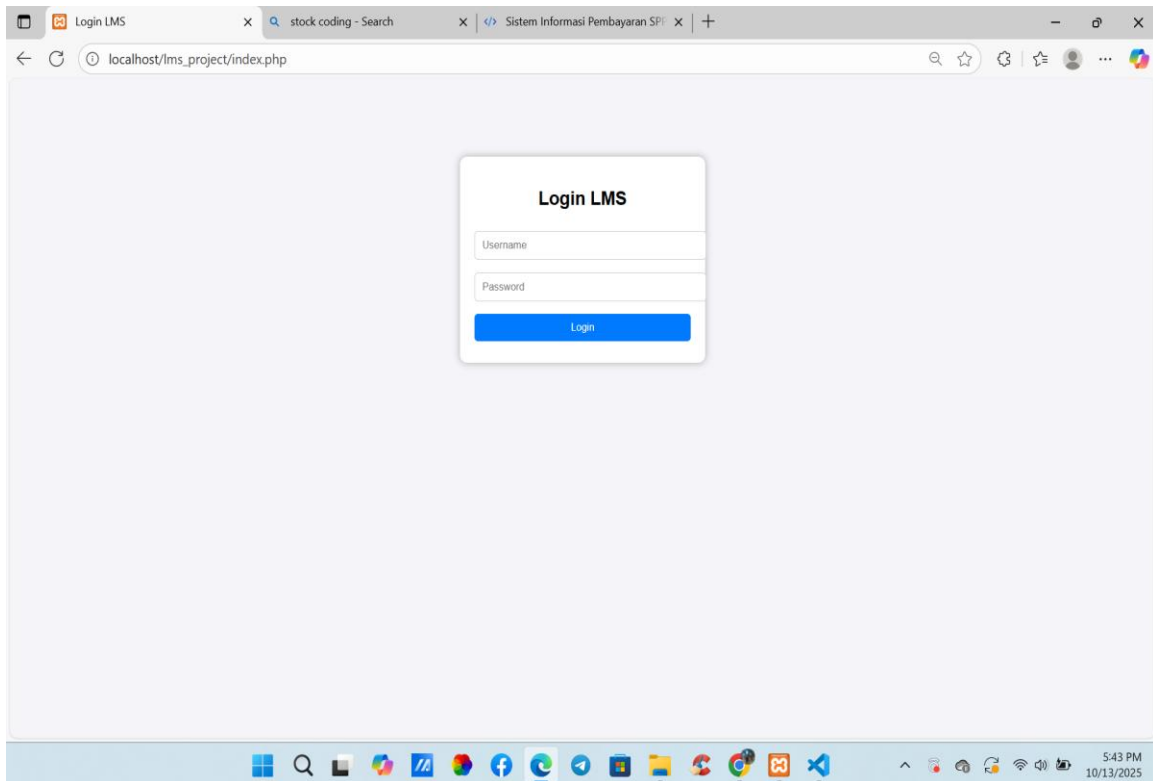 Login LMS
stock coding - Search
Sistem Informasi Pembayaran SPP
localhost/lms_project/index.php
Login LMS
Username
Password
Login
5:43 PM
10/13/2025